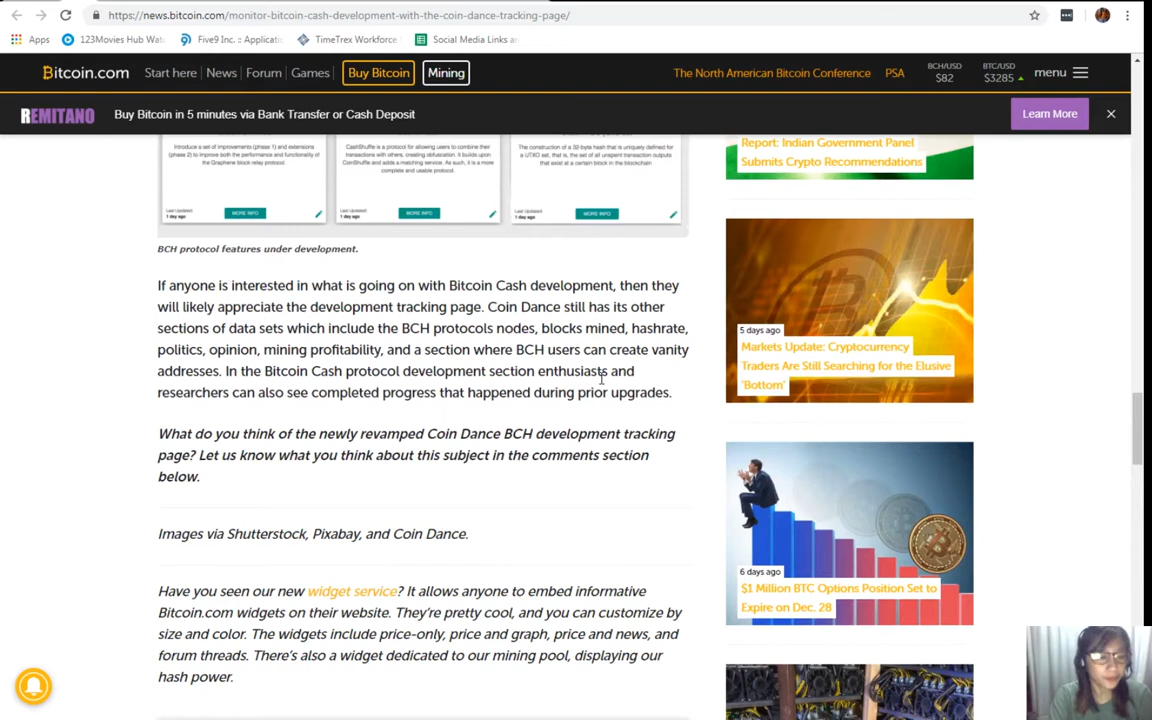 https://news.bitcoin.com/monitor-bitcoin-cash-development-with-the-coin-dance-tracking-page/
Apps
123Movies Hub Wat
Five9 Inc. :: Applicati
TimeTrex Workforce
Social Media Links an
Bitcoin.com
Start here
News
Forum
Games
Buy Bitcoin
Mining
The North American Bitcoin Conference
PSA
BCH/USD
$82
BTC/USD
$3285
menu
REMITANO
Buy Bitcoin in 5 minutes via Bank Transfer or Cash Deposit
Learn More
Introduce a set of improvements (phase 1) and extensions
(phase 2) to improve both the performance and functionality of
the Graphene block relay protocol.
Last Updated:
1 day ago
MORE INFO
CashShuffle is a protocol for allowing users to combine their
transactions with others, creating obfuscation. It builds upon
CoinShuffle and adds a matching service. As such, it is a more
complete and usable protocol.
Last Updated:
1 day ago
MORE INFO
The construction of a 32-byte hash that is uniquely defined for
a UTXO set, that is, the set of all unspent transaction outputs
that exist at a certain block in the blockchain
Last Updated:
1 day ago
MORE INFO
BCH protocol features under development.
If anyone is interested in what is going on with Bitcoin Cash development, then they
will likely appreciate the development tracking page. Coin Dance still has its other
sections of data sets which include the BCH protocols nodes, blocks mined, hashrate,
politics, opinion, mining profitability, and a section where BCH users can create vanity
addresses. In the Bitcoin Cash protocol development section enthusiasts and
researchers can also see completed progress that happened during prior upgrades.
What do you think of the newly revamped Coin Dance BCH development tracking
page? Let us know what you think about this subject in the comments section
below.
Images via Shutterstock, Pixabay, and Coin Dance.
Have you seen our new widget service? It allows anyone to embed informative
Bitcoin.com widgets on their website. They're pretty cool, and you can customize by
size and color. The widgets include price-only, price and graph, price and news, and
forum threads. There's also a widget dedicated to our mining pool, displaying our
hash power.
Report: Indian Government Panel
Submits Crypto Recommendations
5 days ago
Markets Update: Cryptocurrency
Traders Are Still Searching for the Elusive
'Bottom'
6 days ago
$1 Million BTC Options Position Set to
Expire on Dec. 28